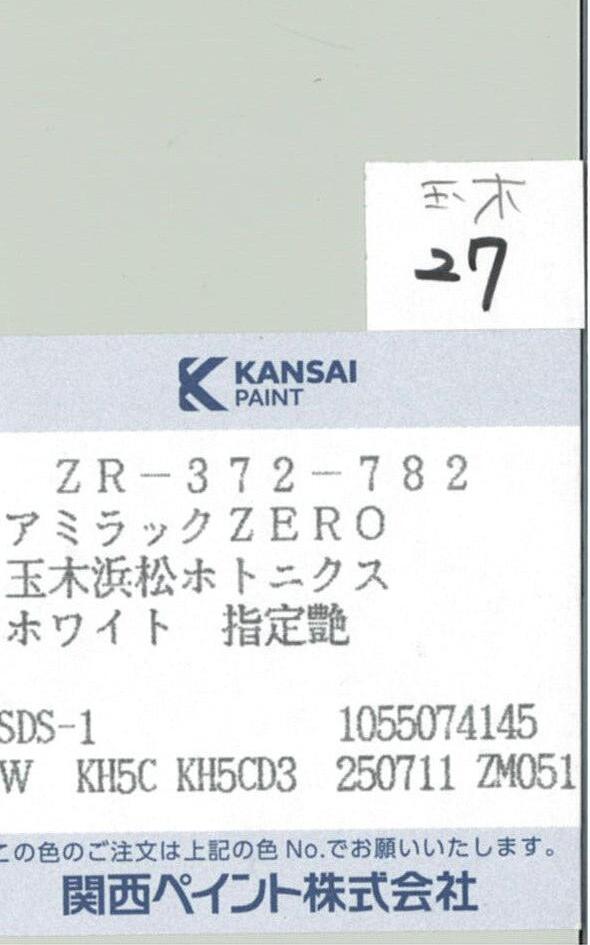 玉木
27
KANSAI
PAINT
ZR-372-782
アミラックZERO
玉木浜松ホトニクス
ホワイト 指定艶
SDS-1 1055074145
W KH5C KH5CD3 250711 ZM051
この色のご注文は上記の色No.でお願いいたします。
関西ペイント株式会社